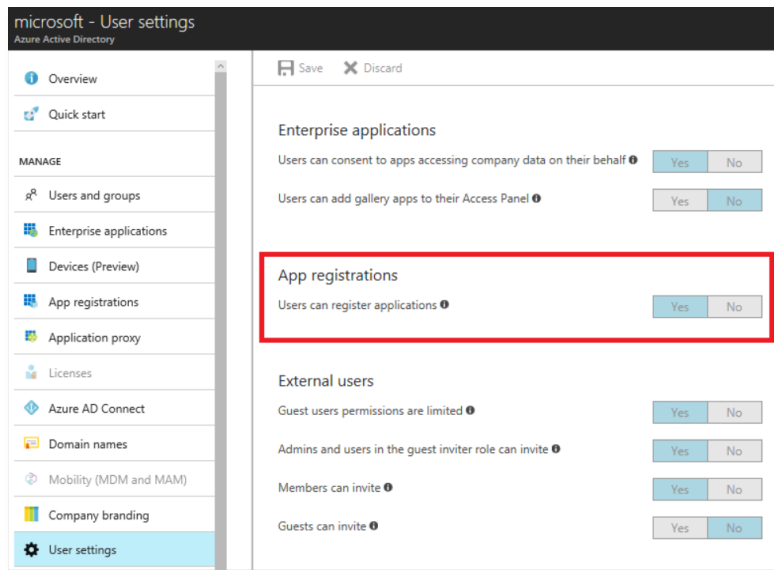 microsoft - User settings
Azure Active Directory
Overview
Quick start
MANAGE
Users and groups
Enterprise applications
Devices (Preview)
App registrations
Application proxy
Licenses
Azure AD Connect
Domain names
Mobility (MDM and MAM)
Company branding
User settings
Save Discard
Enterprise applications
Users can consent to apps accessing company data on their behalf Yes No
Users can add gallery apps to their Access Panel Yes No
App registrations
Users can register applications Yes No
External users
Guest users permissions are limited Yes No
Admins and users in the guest inviter role can invite Yes No
Members can invite Yes No
Guests can invite Yes No